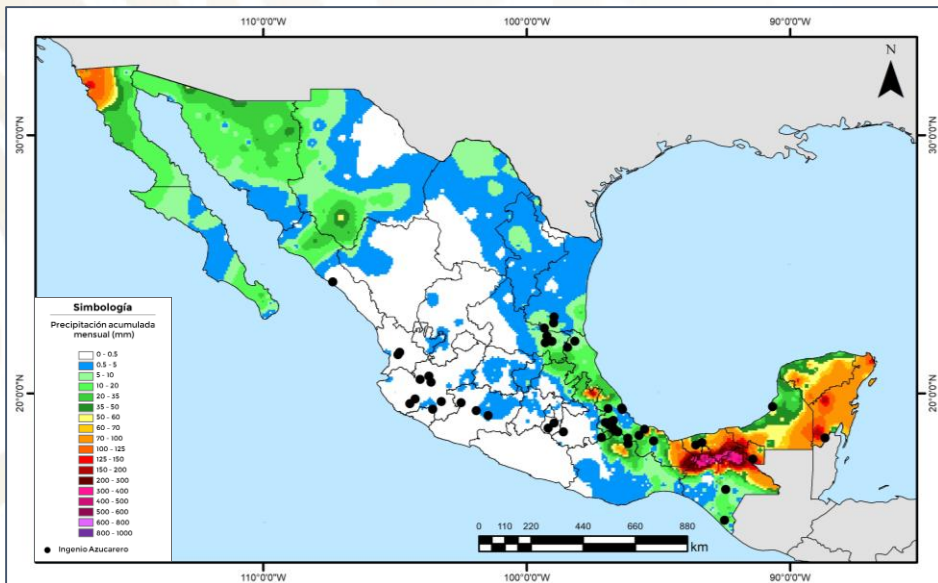 110°0'0"W 100°0'0"W 90°0'0"W
N
30°0'0"N 30°0'0"N
20°0'0"N 20°0'0"N
Simbología
Precipitación acumulada
mensual (mm)
0 - 0.5
0.5 - 5
5 - 10
10 - 20
20 - 35
35 - 50
50 - 60
60 - 70
70 - 100
100 - 125
125 - 150
150 - 200
200 - 300
300 - 400
400 - 500
500 - 600
600 - 800
800 - 1000
Ingenio Azucarero
0 110 220 440 660 880
km
110°0'0"W 100°0'0"W 90°0'0"W